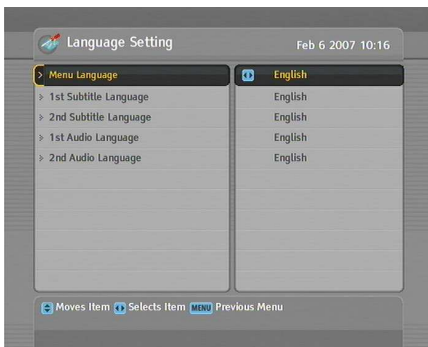 Language Setting
Feb 6 2007 10:16
Menu Language English
1st Subtitle Language English
2nd Subtitle Language English
1st Audio Language English
2nd Audio Language English
Moves Item Selects Item MENU Previous Menu